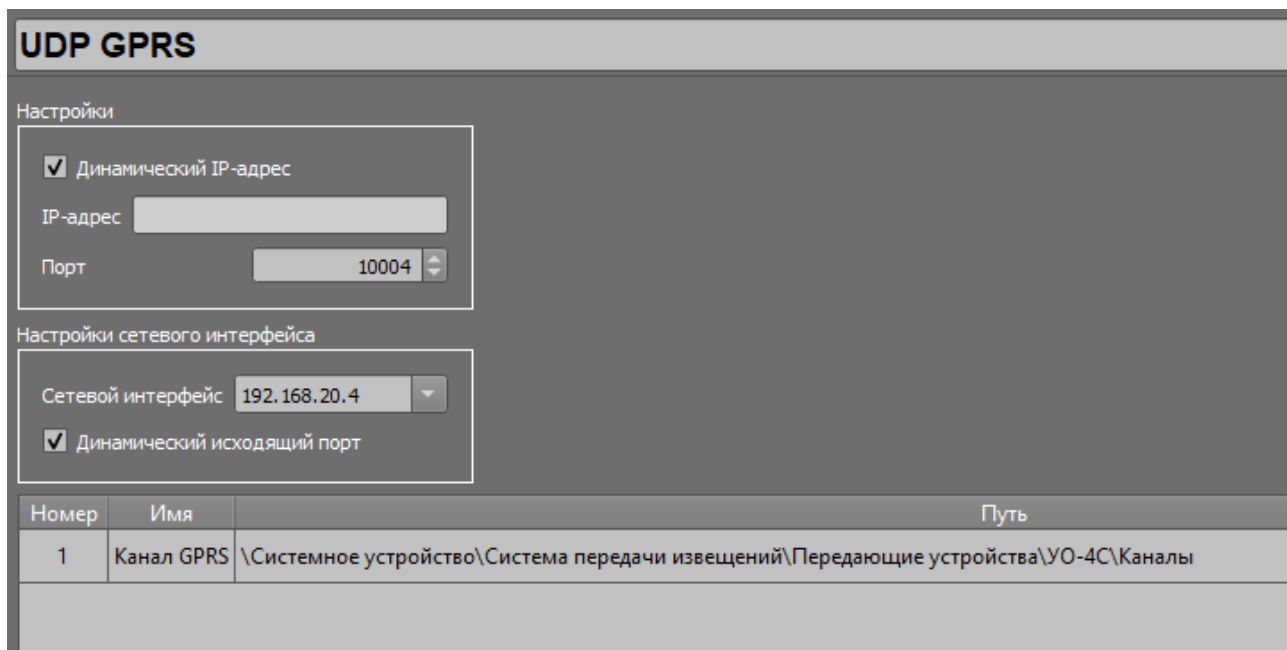 UDP GPRS
Настройки
Динамический IP-адрес
IP-адрес
Порт 10004
Настройки сетевого интерфейса
Сетевой интерфейс 192.168.20.4
Динамический исходящий порт
Номер Имя Путь
1 Канал GPRS \Системное устройство\Система передачи извещений\Передающие устройства\УО-4С\Каналы